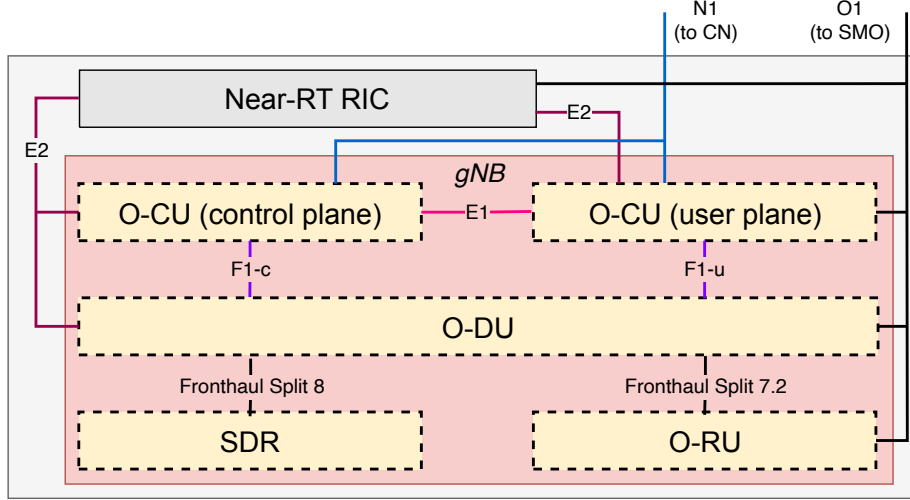 N1
(to CN)
O1
(to SMO)
Near-RT RIC
E2
E2
gNB
O-CU (control plane)
E1
O-CU (user plane)
F1-c
F1-u
O-DU
Fronthaul Split 8
Fronthaul Split 7.2
SDR
O-RU